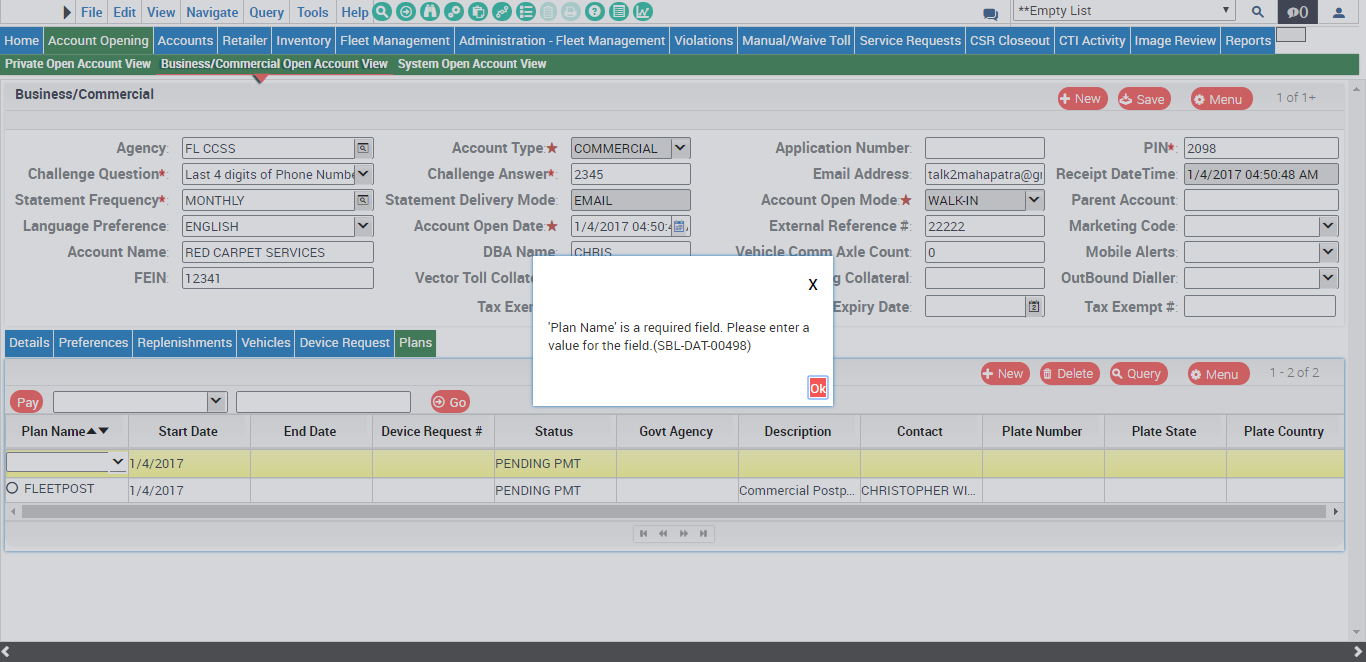 File Edit View Navigate Query Tools Help **Empty List 0
Home Account Opening Accounts Retailer Inventory Fleet Management Administration - Fleet Management Violations Manual/Waive Toll Service Requests CSR Closeout CTI Activity Image Review Reports
Private Open Account View Business/Commercial Open Account View System Open Account View
Business/Commercial New Save Menu 1 of 1+
Agency: FL CCSS Account Type:★ COMMERCIAL Application Number: PIN*: 2098
Challenge Question*: Last 4 digits of Phone Numbe Challenge Answer*: 2345 Email Address: talk2mahapatra@g Receipt DateTime: 1/4/2017 04:50:48 AM
Statement Frequency*: MONTHLY Statement Delivery Mode: EMAIL Account Open Mode:★ WALK-IN Parent Account:
Language Preference: ENGLISH Account Open Date:★ 1/4/2017 04:50:4 External Reference #: 22222 Marketing Code:
Account Name: RED CARPET SERVICES DBA Name: CHRIS Vehicle Comm Axle Count: 0 Mobile Alerts:
FEIN: 12341 Vector Toll Collate g Collateral: OutBound Dialler:
Tax Exe Expiry Date: 2 Tax Exempt #:
X
'Plan Name' is a required field. Please enter a
value for the field.(SBL-DAT-00498)
Ok
Details Preferences Replenishments Vehicles Device Request Plans
New Delete Query Menu 1 - 2 of 2
Pay Go
Plan Name Start Date End Date Device Request # Status Govt Agency Description Contact Plate Number Plate State Plate Country
1/4/2017 PENDING PMT
FLEETPOST 1/4/2017 PENDING PMT Commercial Postp... CHRISTOPHER WI...